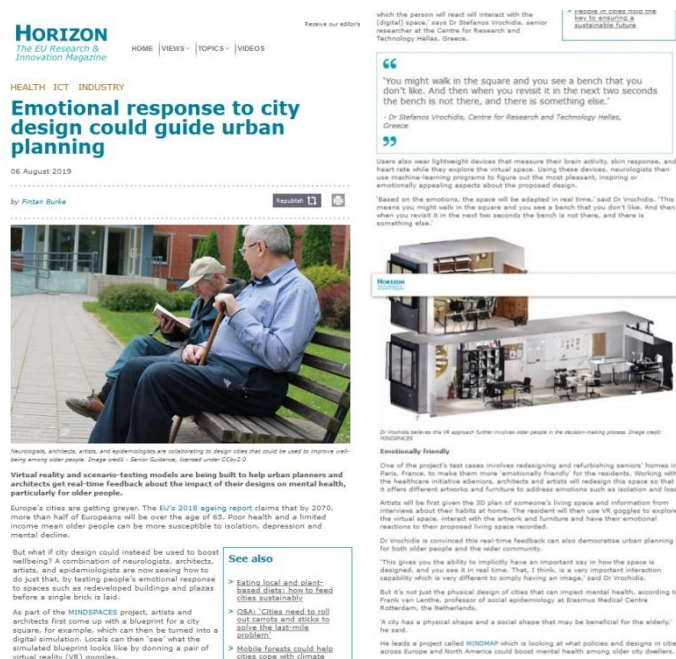 HORIZON
The EU Research &
Innovation Magazine
Receive our editor's
HOME VIEWS TOPICS VIDEOS
HEALTH ICT INDUSTRY
Emotional response to city
design could guide urban
planning
06 August 2019
by Fintan Burke
Republish
Neurologists, architects, artists, and epidemiologists are collaborating to design cities that could be used to improve well-
being among older people. Image credit - Senior Guidance, licensed under CCby2.0
Virtual reality and scenario-testing models are being built to help urban planners and
architects get real-time feedback about the impact of their designs on mental health,
particularly for older people.
Europe's cities are getting grayer. The EU's 2018 ageing report claims that by 2070,
more than half of Europeans will be over the age of 65. Poor health and a limited
income mean older people can be more susceptible to isolation, depression and
mental decline.
But what if city design could instead be used to boost
wellbeing? A combination of neurologists, architects,
artists, and epidemiologists are now seeing how to
do just that, by testing people's emotional response
to spaces such as redeveloped buildings and plazas
before a single brick is laid.
As part of the MINDSPACES project, artists and
architects first come up with a blueprint for a city
square, for example, which can then be turned into a
digital simulation. Locals can then 'see' what the
simulated blueprint looks like by donning a pair of
virtual reality (VR) goggles.
See also
> Eating local and plant-
based diets: how to feed
cities sustainably
> Q&A: 'Cities need to roll
out carrots and sticks to
solve the last-mile
problem'
> Mobile forests could help
cities cope with climate
which the person will react will interact with the
(digital) space,' says Dr Stefanos Vrochidis, senior
researcher at the Centre for Research and
Technology Hellas, Greece.
> People in cities hold the
key to ensuring a
sustainable future
'You might walk in the square and you see a bench that you
don't like. And then when you revisit it in the next two seconds
the bench is not there, and there is something else.'
- Dr Stefanos Vrochidis, Centre for Research and Technology Hellas,
Greece
Users also wear lightweight devices that measure their brain activity, skin response, and
heart rate while they explore the virtual space. Using these devices, neurologists then
use machine-learning programs to figure out the most pleasant, inspiring or
emotionally appealing aspects about the proposed design.
'Based on the emotions, the space will be adapted in real time,' said Dr Vrochidis. 'This
means you might walk in the square and you see a bench that you don't like. And then
when you revisit it in the next two seconds the bench is not there, and there is
something else.'
HORIZON
Dr Vrochidis believes this VR approach further involves older people in the decision-making process. Image credit:
MINDSPACES
Emotionally friendly
One of the project's test cases involves redesigning and refurbishing seniors' homes in
Paris, France, to make them more 'emotionally friendly' for the residents. Working with
the healthcare initiative eSeniors, architects and artists will redesign this space so that
it offers different artworks and furniture to address emotions such as isolation and loss
Artists will be first given the 3D plan of someone's living space and information from
interviews about their habits at home. The resident will then use VR goggles to explore
the virtual space, interact with the artwork and furniture and have their emotional
reactions to their proposed living space recorded.
Dr Vrochidis is convinced this real-time feedback can also democratise urban planning
for both older people and the wider community.
'This gives you the ability to implicitly have an important say in how the space is
designed, and you see it in real time. That, I think, is a very important interaction
capability which is very different to simply having an image,' said Dr Vrochidis.
But it's not just the physical design of cities that can impact mental health, according to
Frank van Lenthe, professor of social epidemiology at Erasmus Medical Centre
Rotterdam, the Netherlands.
'A city has a physical shape and a social shape that may be beneficial for the elderly,'
he said.
He leads a project called MINDMAP which is looking at what policies and designs in cities
across Europe and North America could boost mental health among older city dwellers.